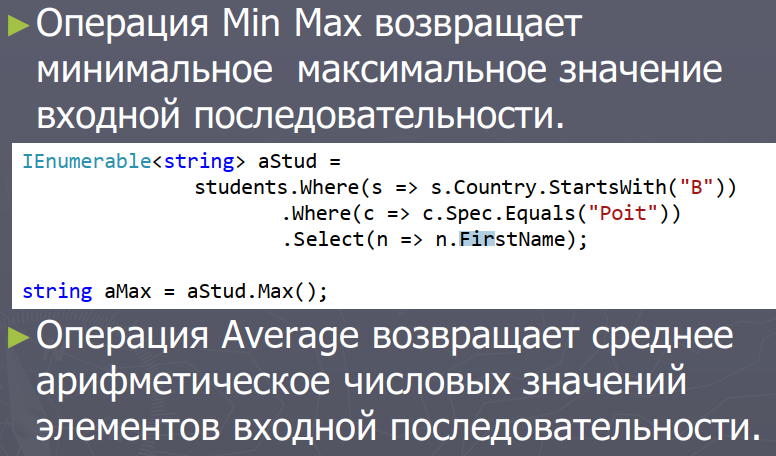 ►Операция Min Max возвращает
минимальное  максимальное значение
входной последовательности.
IEnumerable<string> aStud =
students.Where(s => s.Country.StartsWith("B"))
.Where(c => c.Spec.Equals("Poit"))
.Select(n => n.FirstName);
string aMax = aStud.Max();
►Операция Average возвращает среднее
арифметическое числовых значений
элементов входной последовательности.